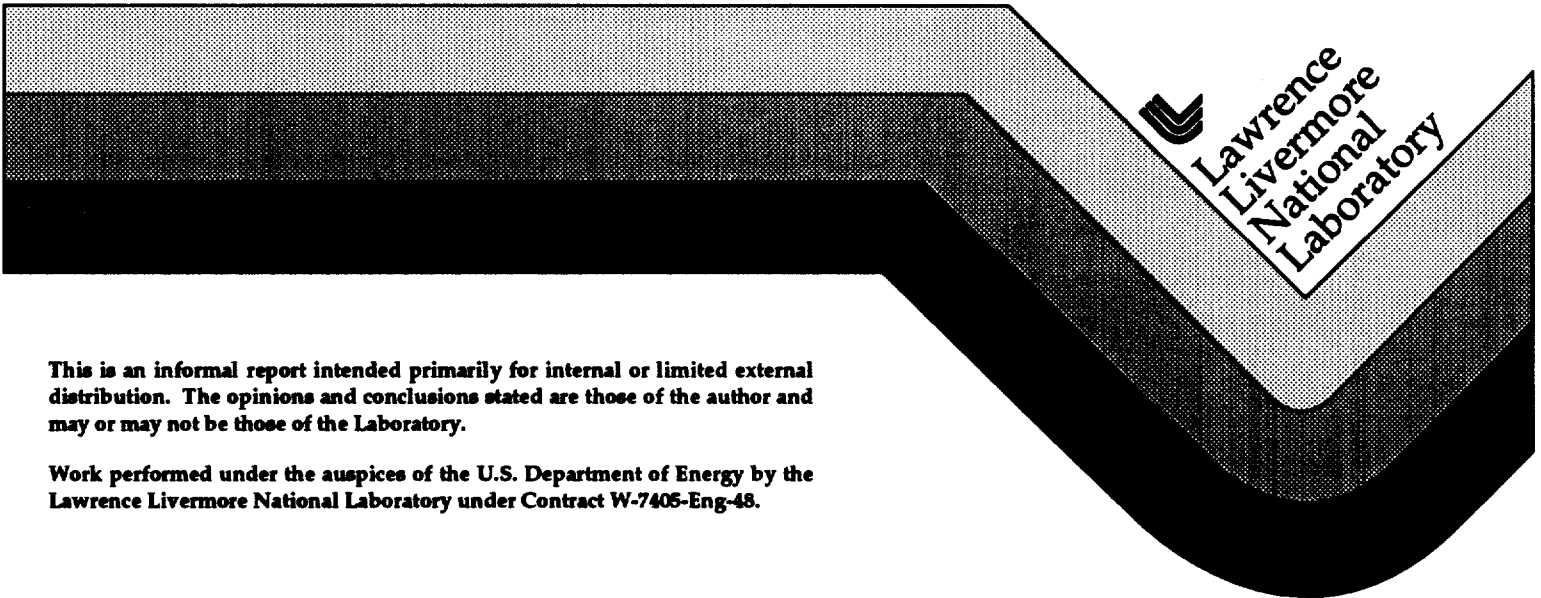 Lawrence
Livermore
National
Laboratory
This is an informal report intended primarily for internal or limited external
distribution. The opinions and conclusions stated are those of the author and
may or may not be those of the Laboratory.
Work performed under the auspices of the U.S. Department of Energy by the
Lawrence Livermore National Laboratory under Contract W-7405-Eng-48.